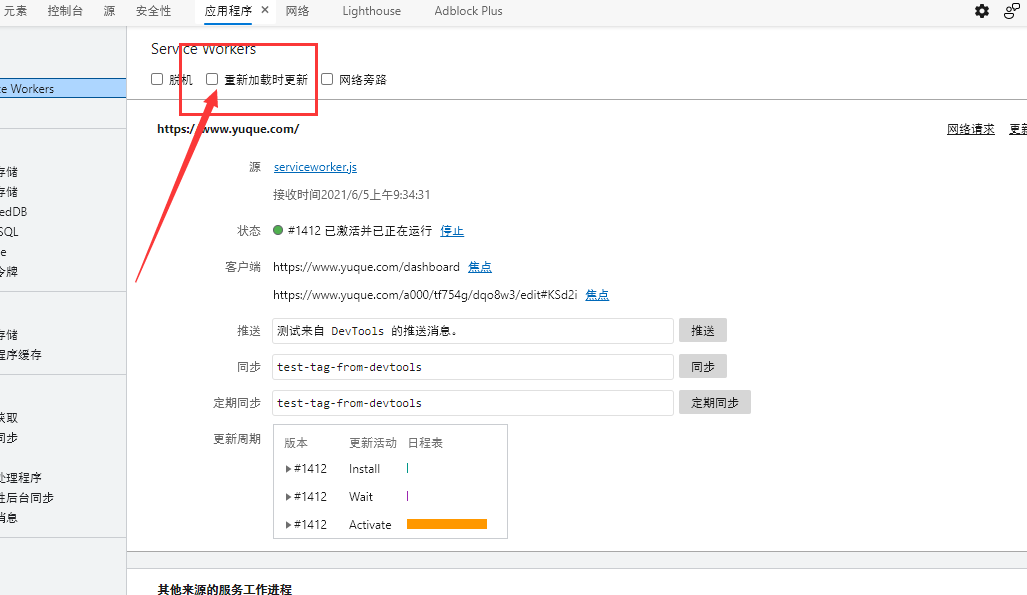 元素 控制台 源 安全性 应用程序 × 网络 Lighthouse Adblock Plus
Service Workers
脱机 重新加载时更新 网络旁路
ce Workers
https://www.yuque.com/ 网络请求 更新
源 serviceworker.js
存储
接收时间2021/6/5上午9:34:31
存储
edDB
状态 #1412 已激活并已正在运行 停止
SQL
e
客户端 https://www.yuque.com/dashboard 焦点
令牌
https://www.yuque.com/a000/tf754g/dqo8w3/edit#KSd2i 焦点
推送 测试来自 DevTools 的推送消息。 推送
存储
程序缓存
同步 test-tag-from-devtools 同步
定期同步 test-tag-from-devtools 定期同步
获取
同步
更新周期 版本 更新活动 日程表
#1412 Install
处理程序
#1412 Wait
性后台同步
消息
#1412 Activate
其他来源的服务工作进程